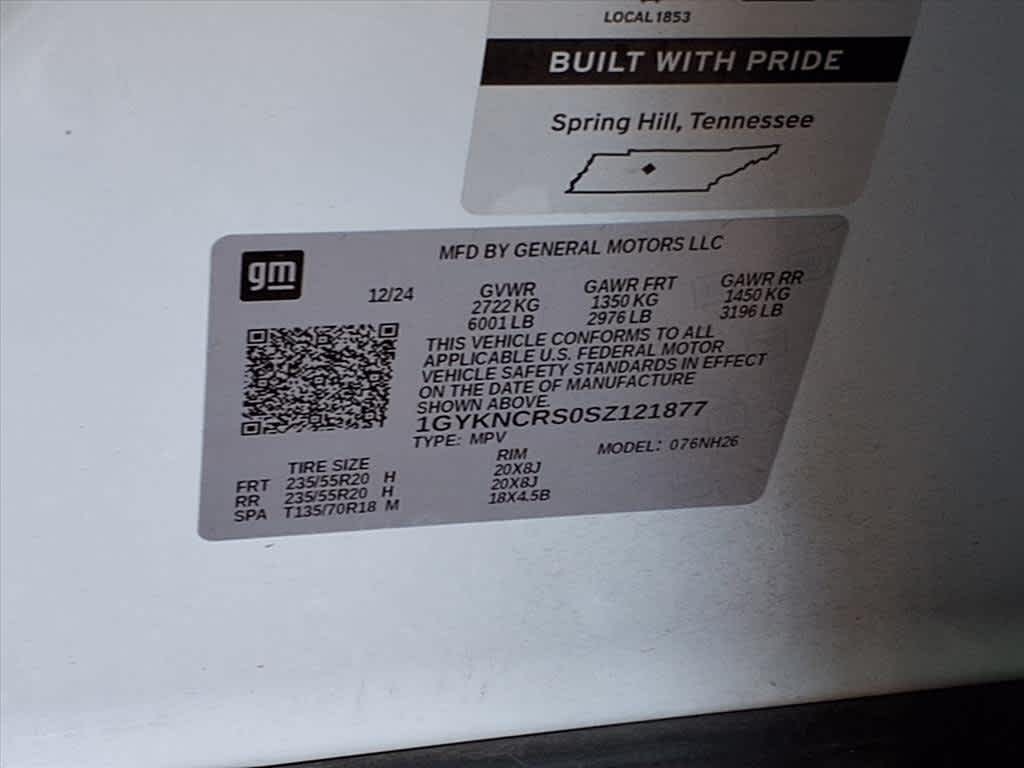 LOCAL 1853
BUILT WITH PRIDE
Spring Hill, Tennessee
gm
MFD BY GENERAL MOTORS LLC
12/24
GVWR GAWR FRT GAWR RR
2722 KG 1350 KG 1450 KG
6001 LB 2976 LB 3196 LB
THIS VEHICLE CONFORMS TO ALL
APPLICABLE U.S. FEDERAL MOTOR
VEHICLE SAFETY STANDARDS IN EFFECT
ON THE DATE OF MANUFACTURE
SHOWN ABOVE.
1GYKNCRS0SZ121877
TYPE: MPV MODEL: 076NH26
TIRE SIZE RIM
FRT 235/55R20 H 20X8J
RR 235/55R20 H 20X8J
SPA T135/70R18 M 18X4.5B